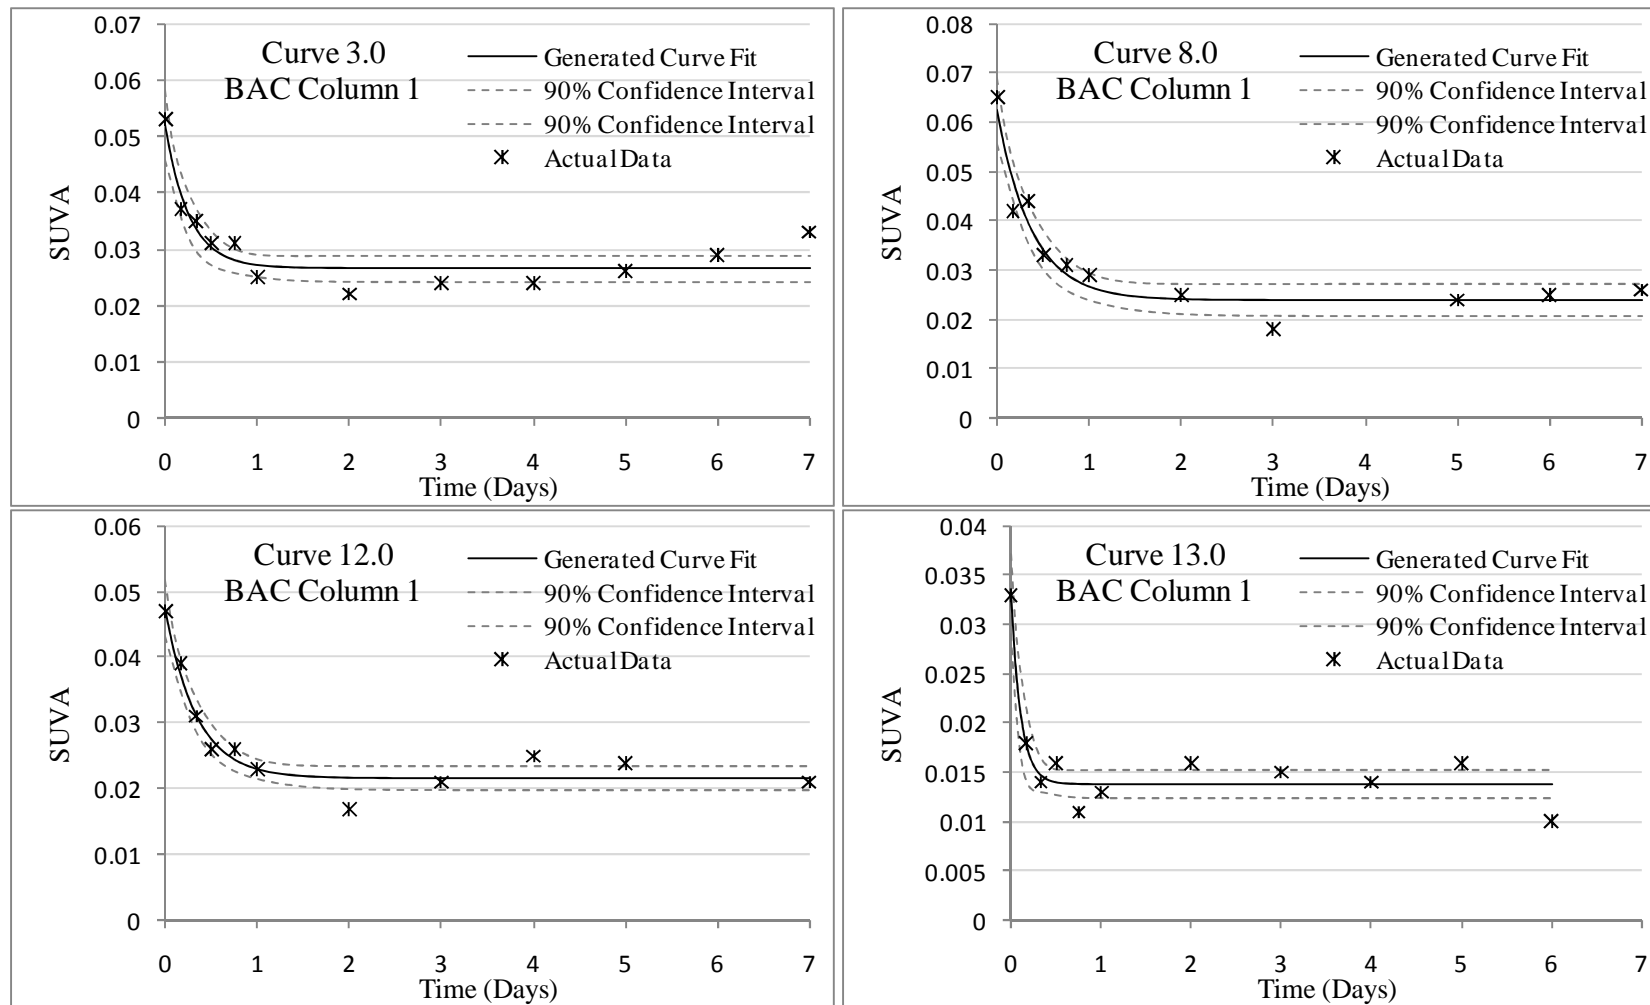 0.07
0.06
0.05
0.04
0.03
0.02
0.01
0
SUVA
Curve 3.0
BAC Column 1
Generated Curve Fit
90% Confidence Interval
90% Confidence Interval
Actual Data
0 1 2 3 4 5 6 7
Time (Days)
0.08
0.07
0.06
0.05
0.04
0.03
0.02
0.01
0
SUVA
Curve 8.0
BAC Column 1
Generated Curve Fit
90% Confidence Interval
90% Confidence Interval
Actual Data
0 1 2 3 4 5 6 7
Time (Days)
0.06
0.05
0.04
0.03
0.02
0.01
0
SUVA
Curve 12.0
BAC Column 1
Generated Curve Fit
90% Confidence Interval
90% Confidence Interval
Actual Data
0 1 2 3 4 5 6 7
Time (Days)
0.04
0.035
0.03
0.025
0.02
0.015
0.01
0.005
0
SUVA
Curve 13.0
BAC Column 1
Generated Curve Fit
90% Confidence Interval
90% Confidence Interval
Actual Data
0 1 2 3 4 5 6 7
Time (Days)